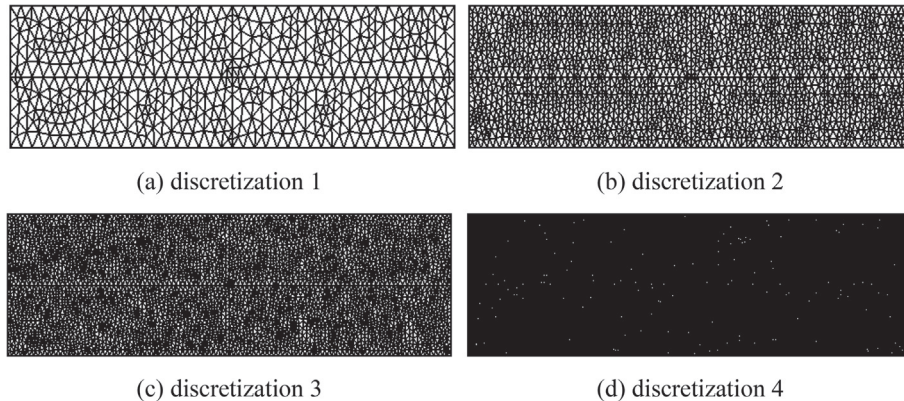 (a) discretization 1
(b) discretization 2
(c) discretization 3
(d) discretization 4